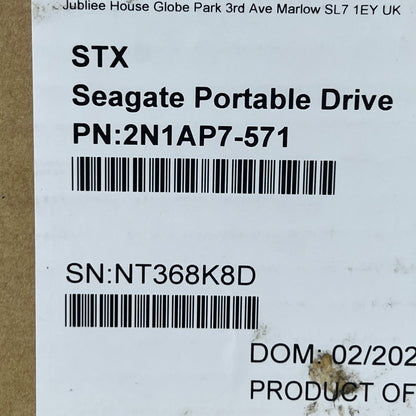 Jubliee House Globe Park 3rd Ave Marlow SL7 1EY UK
STX
Seagate Portable Drive
PN:2N1AP7-571
SN:NT368K8D
DOM: 02/202
PRODUCT OF